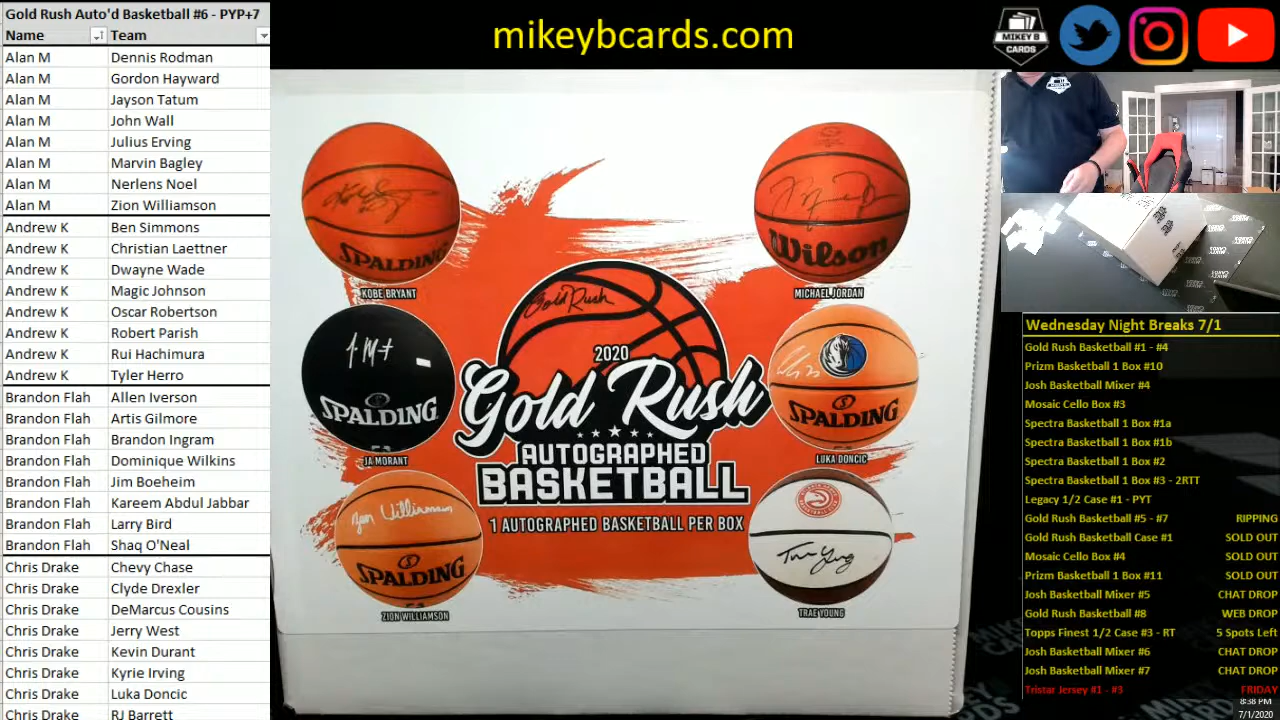 Gold Rush Auto'd Basketball #6 - PYP+7
Name Team
Alan M Dennis Rodman
Alan M Gordon Hayward
Alan M Jayson Tatum
Alan M John Wall
Alan M Julius Erving
Alan M Marvin Bagley
Alan M Nerlens Noel
Alan M Zion Williamson
Andrew K Ben Simmons
Andrew K Christian Laettner
Andrew K Dwayne Wade
Andrew K Magic Johnson
Andrew K Oscar Robertson
Andrew K Robert Parish
Andrew K Rui Hachimura
Andrew K Tyler Herro
Brandon Flah Allen Iverson
Brandon Flah Artis Gilmore
Brandon Flah Brandon Ingram
Brandon Flah Dominique Wilkins
Brandon Flah Jim Boeheim
Brandon Flah Kareem Abdul Jabbar
Brandon Flah Larry Bird
Brandon Flah Shaq O'Neal
Chris Drake Chevy Chase
Chris Drake Clyde Drexler
Chris Drake DeMarcus Cousins
Chris Drake Jerry West
Chris Drake Kevin Durant
Chris Drake Kyrie Irving
Chris Drake Luka Doncic
Chris Drake RJ Barrett
mikeybcards.com
MIKEY B
CARDS
SPALDING
KOBE BRYANT
Wilson
MICHAEL JORDAN
SPALDING
JA MORANT
Gold Rush
2020
Gold Rush
AUTOGRAPHED
BASKETBALL
1 AUTOGRAPHED BASKETBALL PER BOX
SPALDING
LUKA DONCIC
SPALDING
ZION WILLIAMSON
TRAE YOUNG
Wednesday Night Breaks 7/1
Gold Rush Basketball #1 - #4
Prizm Basketball 1 Box #10
Josh Basketball Mixer #4
Mosaic Cello Box #3
Spectra Basketball 1 Box #1a
Spectra Basketball 1 Box #1b
Spectra Basketball 1 Box #2
Spectra Basketball 1 Box #3 - 2RTT
Legacy 1/2 Case #1 - PYT
Gold Rush Basketball #5 - #7 RIPPING
Gold Rush Basketball Case #1 SOLD OUT
Mosaic Cello Box #4 SOLD OUT
Prizm Basketball 1 Box #11 SOLD OUT
Josh Basketball Mixer #5 CHAT DROP
Gold Rush Basketball #8 WEB DROP
Topps Finest 1/2 Case #3 - RT 5 Spots Left
Josh Basketball Mixer #6 CHAT DROP
Josh Basketball Mixer #7 CHAT DROP
Tristar Jersey #1 - #3 FRIDAY
8:38 PM
7/1/2020